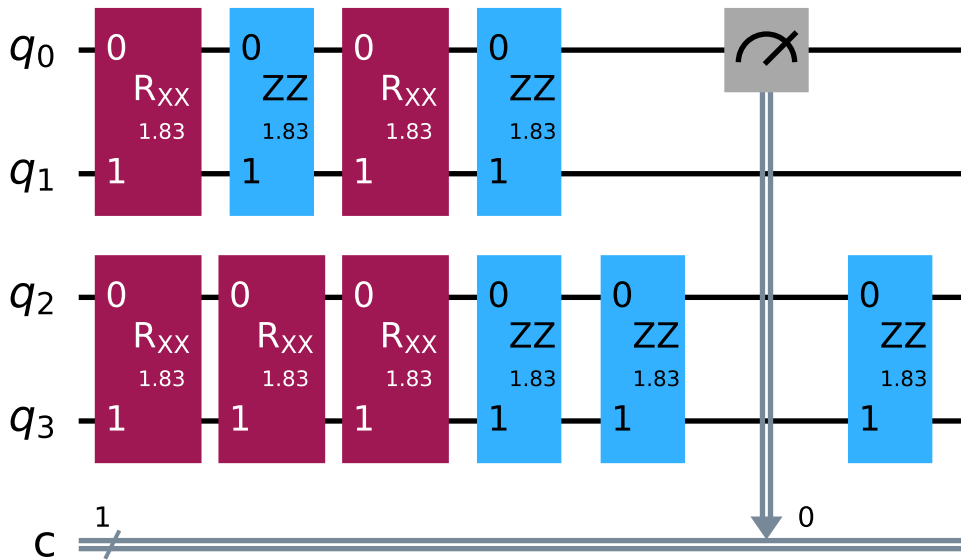 q0 0 0 0 0
RXX ZZ RXX ZZ
1.83 1.83 1.83 1.83
q1 1 1 1 1
q2 0 0 0 0 0 0
RXX RXX RXX ZZ ZZ ZZ
1.83 1.83 1.83 1.83 1.83 1.83
q3 1 1 1 1 1 1
1 0
c